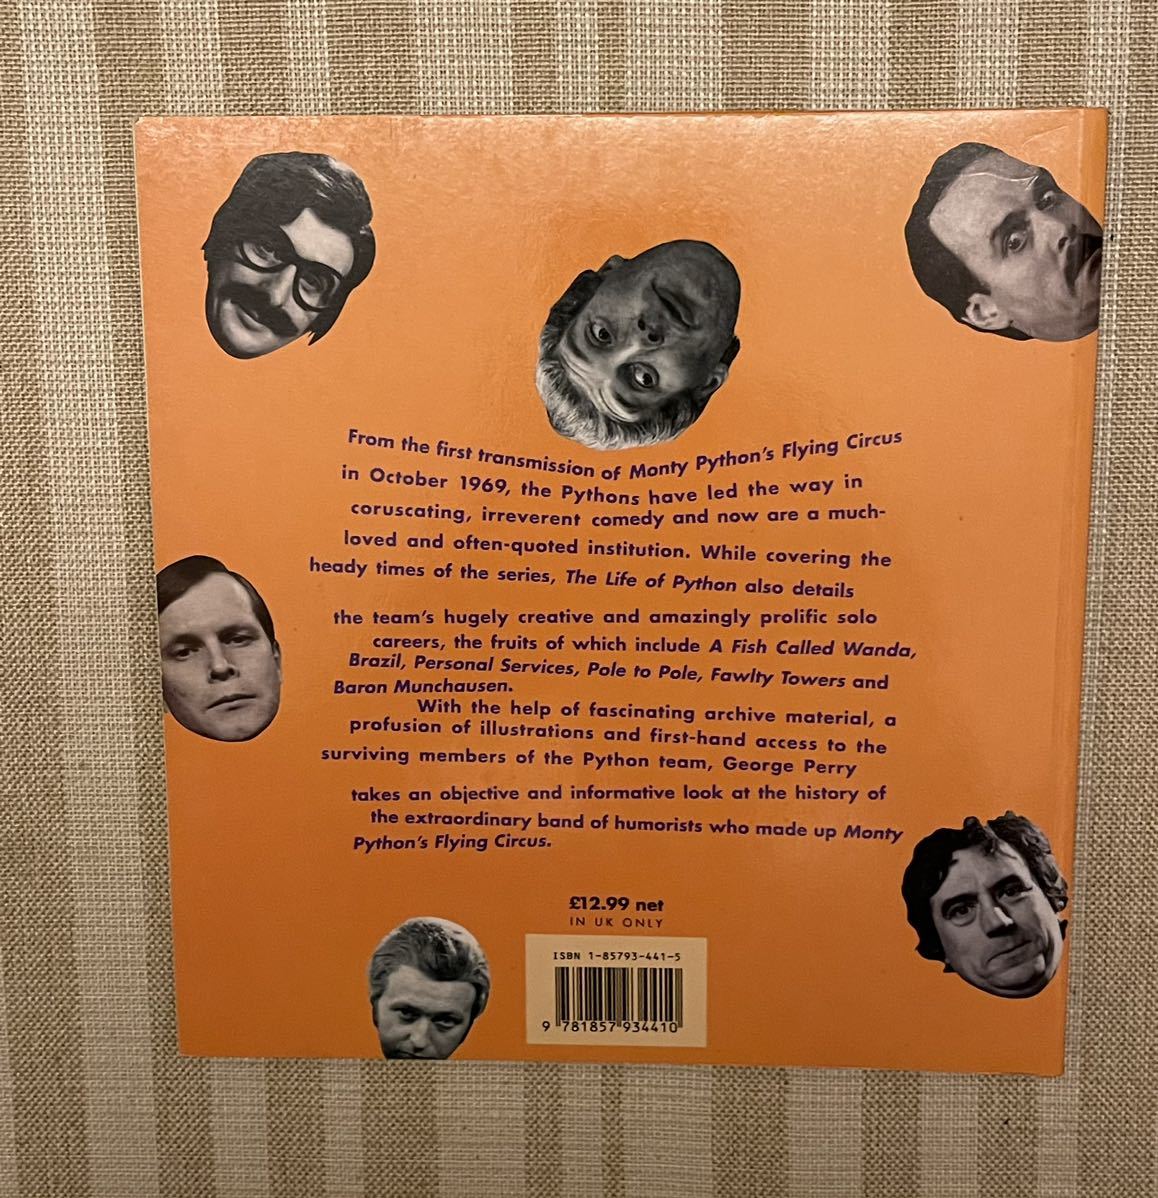 From the first transmission of Monty Python's Flying Circus
in October 1969, the Pythons have led the way in
coruscating, irreverent comedy and now are a much-
loved and often-quoted institution. While covering the
heady times of the series, The Life of Python also details
the team's hugely creative and amazingly prolific solo
careers, the fruits of which include A Fish Called Wanda,
Brazil, Personal Services, Pole to Pole, Fawlty Towers and
Baron Munchausen.
With the help of fascinating archive material, a
profusion of illustrations and first-hand access to the
surviving members of the Python team, George Perry
takes an objective and informative look at the history of
the extraordinary band of humorists who made up Monty
Python's Flying Circus.
£12.99 net
IN UK ONLY
ISBN 1-85793-441-5
9 781857 934410